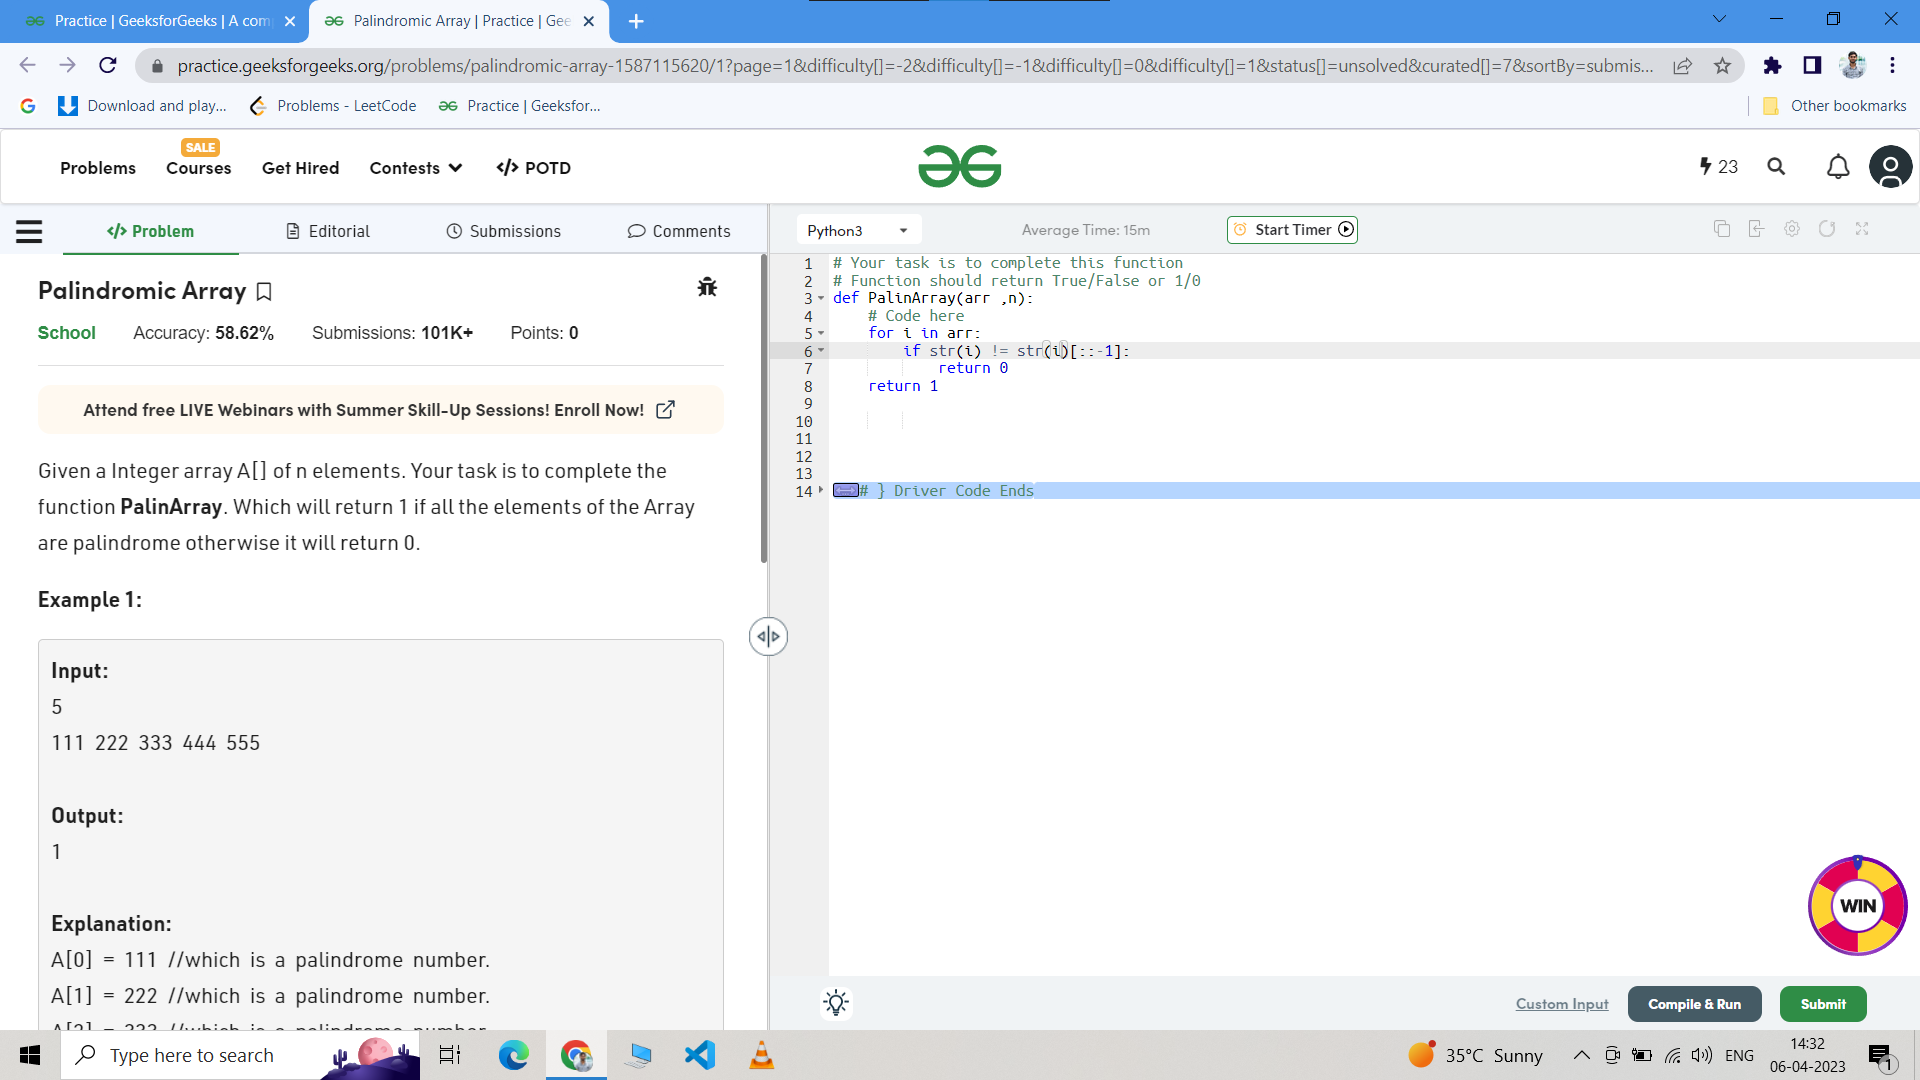 Practice | GeeksforGeeks | A com
Palindromic Array | Practice | Gee
practice.geeksforgeeks.org/problems/palindromic-array-1587115620/1?page=1&difficulty[]=-2&difficulty[]=-1&difficulty[]=0&difficulty[]=1&status[]=unsolved&curated[]=7&sortBy=submis...
Download and play...
Problems - LeetCode
Practice | Geeksfor...
Other bookmarks
SALE
Problems
Courses
Get Hired
Contests
</> POTD
23
</> Problem
Editorial
Submissions
Comments
Python3
Average Time: 15m
Start Timer
Palindromic Array
School
Accuracy: 58.62%
Submissions: 101K+
Points: 0
Attend free LIVE Webinars with Summer Skill-Up Sessions! Enroll Now!
Given a Integer array A[] of n elements. Your task is to complete the
function PalinArray. Which will return 1 if all the elements of the Array
are palindrome otherwise it will return 0.
Example 1:
Input:
5
111 222 333 444 555
Output:
1
Explanation:
A[0] = 111 //which is a palindrome number.
A[1] = 222 //which is a palindrome number.
A[2] = 333 //which is a palindrome number.
1 # Your task is to complete this function
2 # Function should return True/False or 1/0
3 def PalinArray(arr ,n):
4 # Code here
5 for i in arr:
6 if str(i) != str(i)[::-1]:
7 return 0
8 return 1
9
10
11
12
13
14 # } Driver Code Ends
WIN
Custom Input
Compile & Run
Submit
Type here to search
35°C Sunny
ENG
14:32
06-04-2023
1